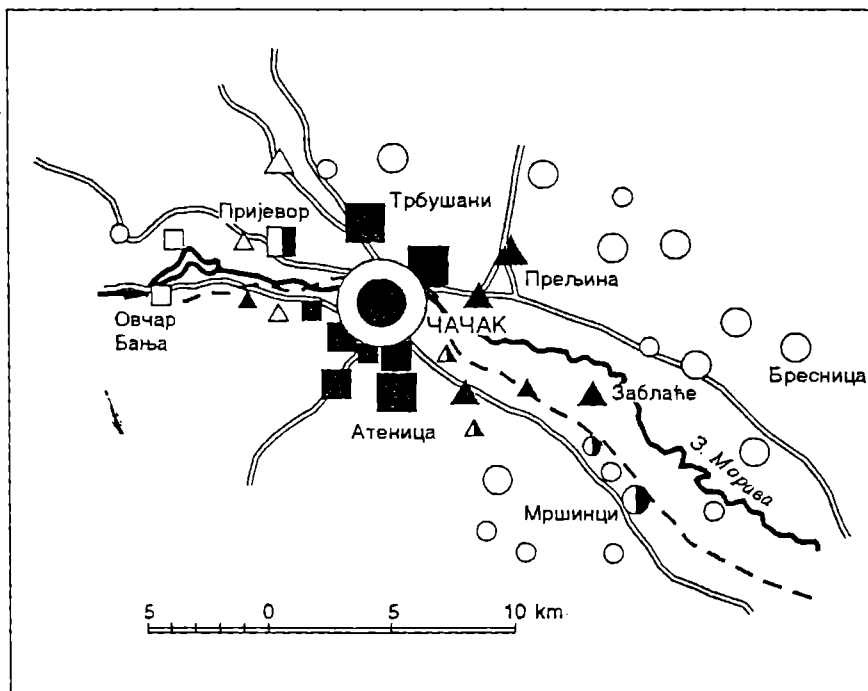 Трбушани
Пријевор
Прељина
Овчар
Бања
ЧАЧАК
Бресница
Заблаће
Атеница
З. Морава
Мршинци
5 0 5 10 km